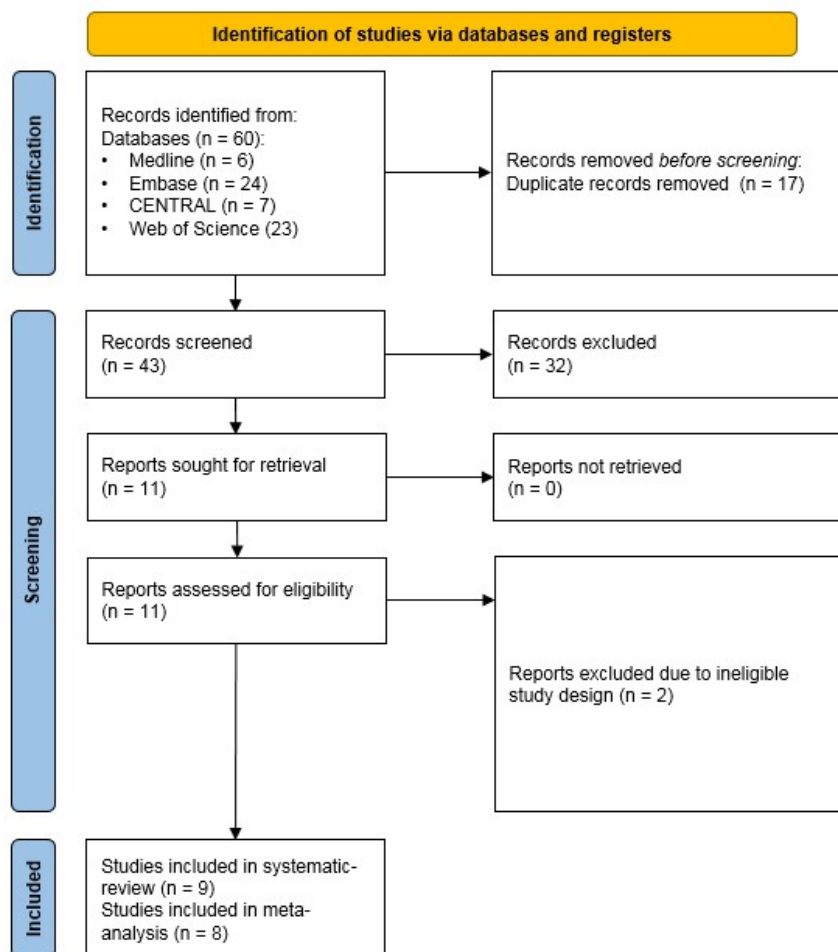 Identification of studies via databases and registers
Identification
Records identified from:
Databases (n = 60):
• Medline (n = 6)
• Embase (n = 24)
• CENTRAL (n = 7)
• Web of Science (23)
Records removed before screening:
Duplicate records removed (n = 17)
Screening
Records screened
(n = 43)
Records excluded
(n = 32)
Reports sought for retrieval
(n = 11)
Reports not retrieved
(n = 0)
Reports assessed for eligibility
(n = 11)
Reports excluded due to ineligible
study design (n = 2)
Included
Studies included in systematic-
review (n = 9)
Studies included in meta-
analysis (n = 8)